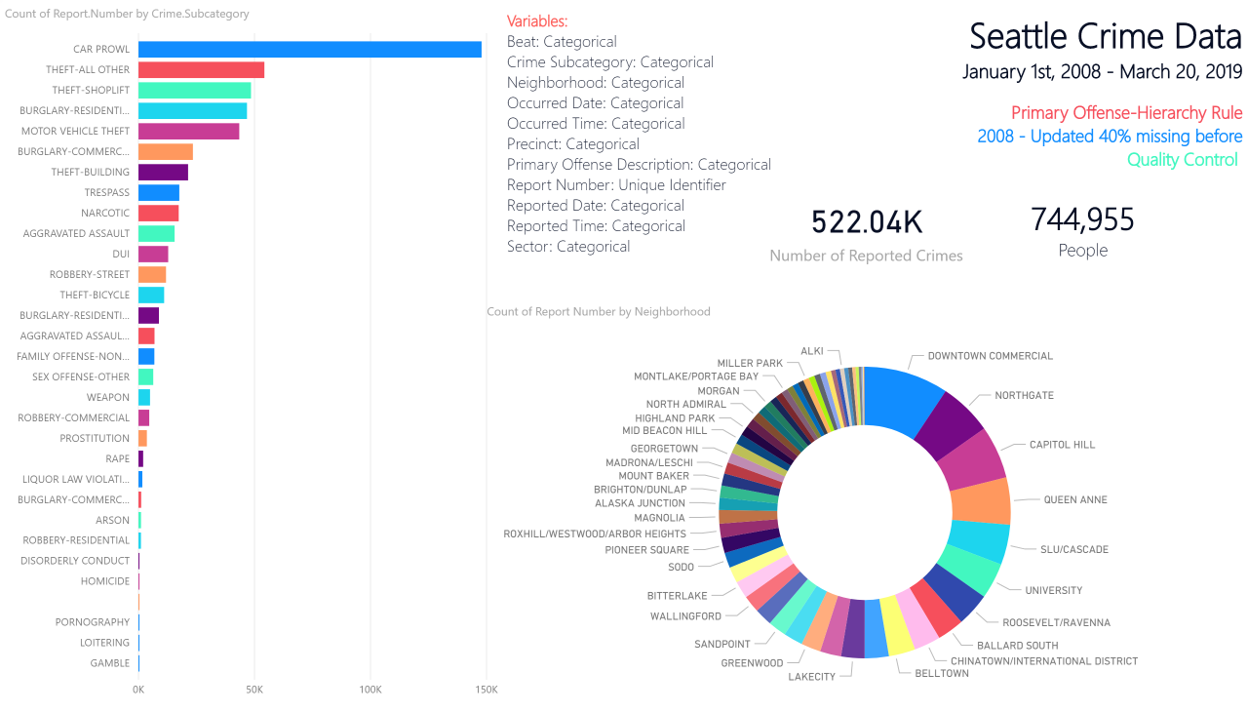 Count of Report.Number by Crime.Subcategory
CAR PROWL
THEFT-ALL OTHER
THEFT-SHOPLIFT
BURGLARY-RESIDENTI...
MOTOR VEHICLE THEFT
BURGLARY-COMMERC...
THEFT-BUILDING
TRESPASS
NARCOTIC
AGGRAVATED ASSAULT
DUI
ROBBERY-STREET
THEFT-BICYCLE
BURGLARY-RESIDENTI...
AGGRAVATED ASSAUL...
FAMILY OFFENSE-NON...
SEX OFFENSE-OTHER
WEAPON
ROBBERY-COMMERCIAL
PROSTITUTION
RAPE
LIQUOR LAW VIOLATI...
BURGLARY-COMMERC...
ARSON
ROBBERY-RESIDENTIAL
DISORDERLY CONDUCT
HOMICIDE
PORNOGRAPHY
LOITERING
GAMBLE
0K 50K 100K 150K
Variables:
Beat: Categorical
Crime Subcategory: Categorical
Neighborhood: Categorical
Occurred Date: Categorical
Occurred Time: Categorical
Precinct: Categorical
Primary Offense Description: Categorical
Report Number: Unique Identifier
Reported Date: Categorical
Reported Time: Categorical
Sector: Categorical
Seattle Crime Data
January 1st, 2008 - March 20, 2019
Primary Offense-Hierarchy Rule
2008 - Updated 40% missing before
Quality Control
522.04K
Number of Reported Crimes
744,955
People
Count of Report Number by Neighborhood
DOWNTOWN COMMERCIAL
NORTHGATE
CAPITOL HILL
QUEEN ANNE
SLU/CASCADE
UNIVERSITY
ROOSEVELT/RAVENNA
BALLARD SOUTH
CHINATOWN/INTERNATIONAL DISTRICT
BELLTOWN
LAKECITY
GREENWOOD
SANDPOINT
WALLINGFORD
BITTERLAKE
SODO
PIONEER SQUARE
ROXHILL/WESTWOOD/ARBOR HEIGHTS
MAGNOLIA
ALASKA JUNCTION
BRIGHTON/DUNLAP
MOUNT BAKER
MADRONA/LESCHI
GEORGETOWN
MID BEACON HILL
HIGHLAND PARK
NORTH ADMIRAL
MORGAN
MONTLAKE/PORTAGE BAY
MILLER PARK
ALKI